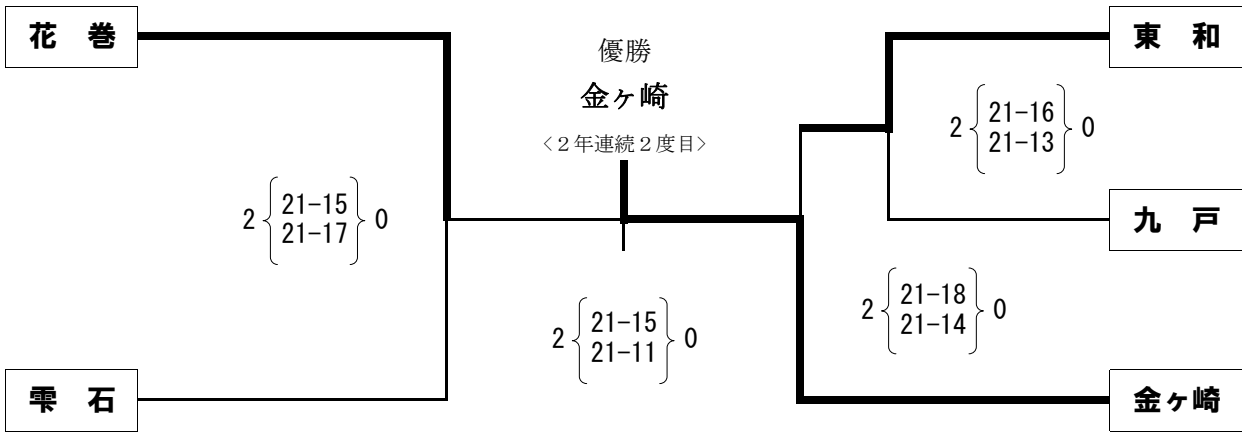 花　巻
東　和
優勝
金ヶ崎
＜２年連続２度目＞
2 21-16 0
21-13
2 21-15 0
21-17
九　戸
2 21-18 0
21-14
2 21-15 0
21-11
雫　石
金ヶ崎